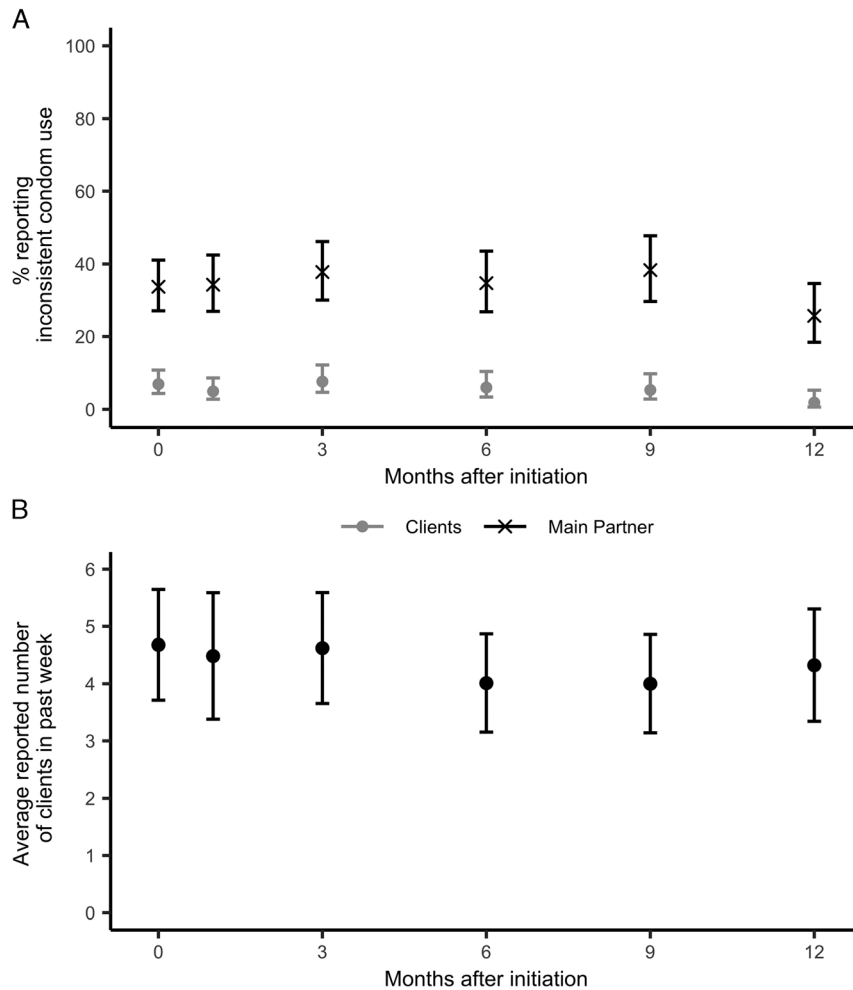 A
100
80
60
40
20
0
% reporting
inconsistent condom use
0 3 6 9 12
Months after initiation
B
Clients Main Partner
6
5
4
3
2
1
0
Average reported number
of clients in past week
0 3 6 9 12
Months after initiation